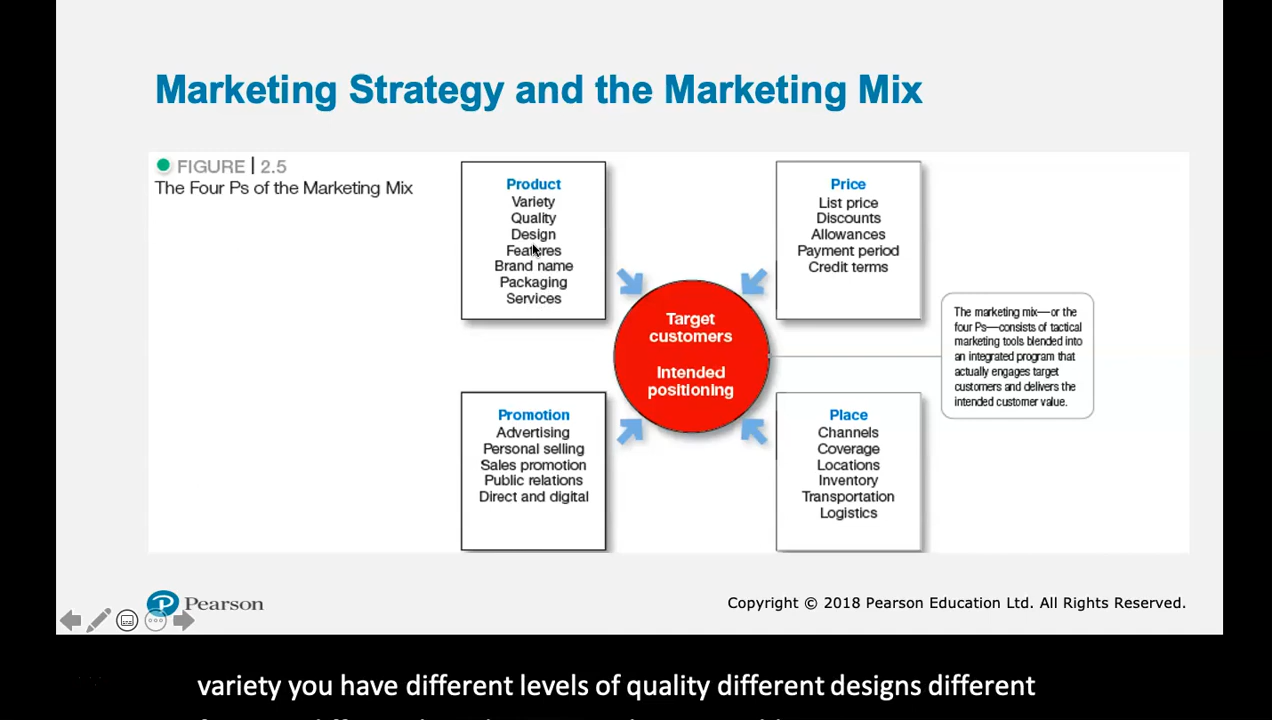 Marketing Strategy and the Marketing Mix
FIGURE | 2.5
The Four Ps of the Marketing Mix
Product
Variety
Quality
Design
Features
Brand name
Packaging
Services
Price
List price
Discounts
Allowances
Payment period
Credit terms
Target
customers
Intended
positioning
The marketing mix—or the
four Ps—consists of tactical
marketing tools blended into
an integrated program that
actually engages target
customers and delivers the
intended customer value.
Promotion
Advertising
Personal selling
Sales promotion
Public relations
Direct and digital
Place
Channels
Coverage
Locations
Inventory
Transportation
Logistics
Pearson
Copyright © 2018 Pearson Education Ltd. All Rights Reserved.
variety you have different levels of quality different designs different